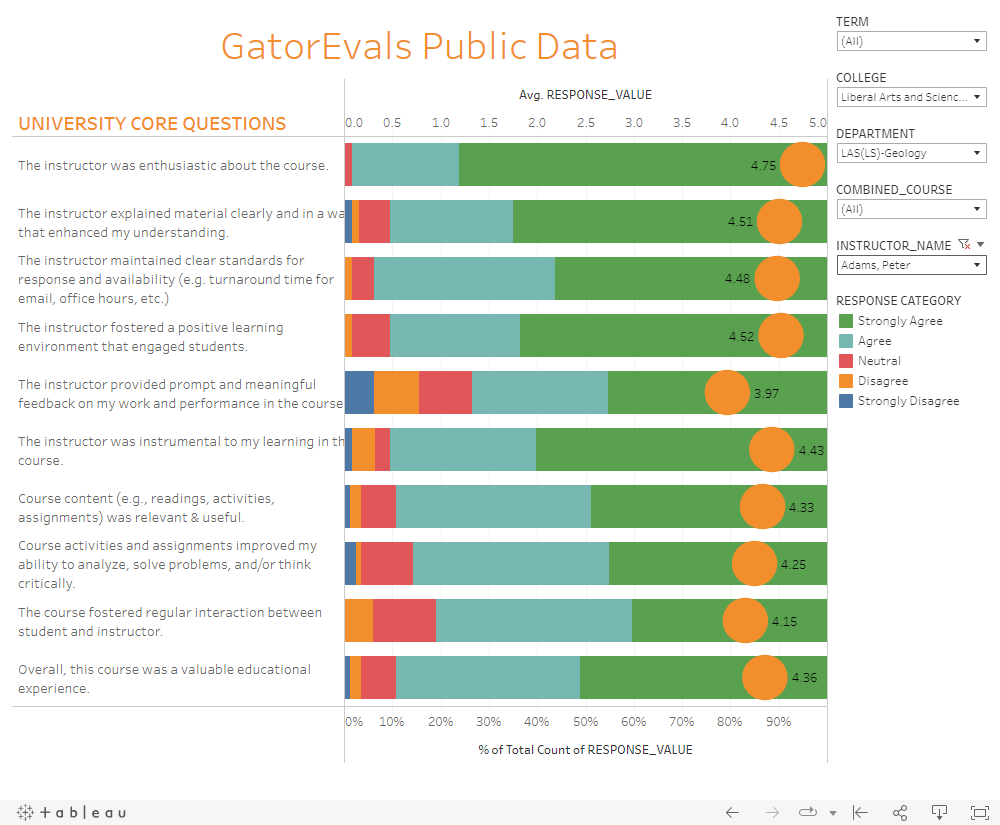 GatorEvals Public Data
TERM
(All)
COLLEGE
Liberal Arts and Scienc...
DEPARTMENT
LAS(LS)-Geology
COMBINED_COURSE
(All)
INSTRUCTOR_NAME
Adams, Peter
RESPONSE CATEGORY
Strongly Agree
Agree
Neutral
Disagree
Strongly Disagree
Avg. RESPONSE_VALUE
UNIVERSITY CORE QUESTIONS
0.0 0.5 1.0 1.5 2.0 2.5 3.0 3.5 4.0 4.5 5.0
The instructor was enthusiastic about the course.
4.75
The instructor explained material clearly and in a wa
that enhanced my understanding.
4.51
The instructor maintained clear standards for
response and availability (e.g. turnaround time for
email, office hours, etc.)
4.48
The instructor fostered a positive learning
environment that engaged students.
4.52
The instructor provided prompt and meaningful
feedback on my work and performance in the course
3.97
The instructor was instrumental to my learning in th
course.
4.43
Course content (e.g., readings, activities,
assignments) was relevant & useful.
4.33
Course activities and assignments improved my
ability to analyze, solve problems, and/or think
critically.
4.25
The course fostered regular interaction between
student and instructor.
4.15
Overall, this course was a valuable educational
experience.
4.36
0% 10% 20% 30% 40% 50% 60% 70% 80% 90%
% of Total Count of RESPONSE_VALUE
+ableau